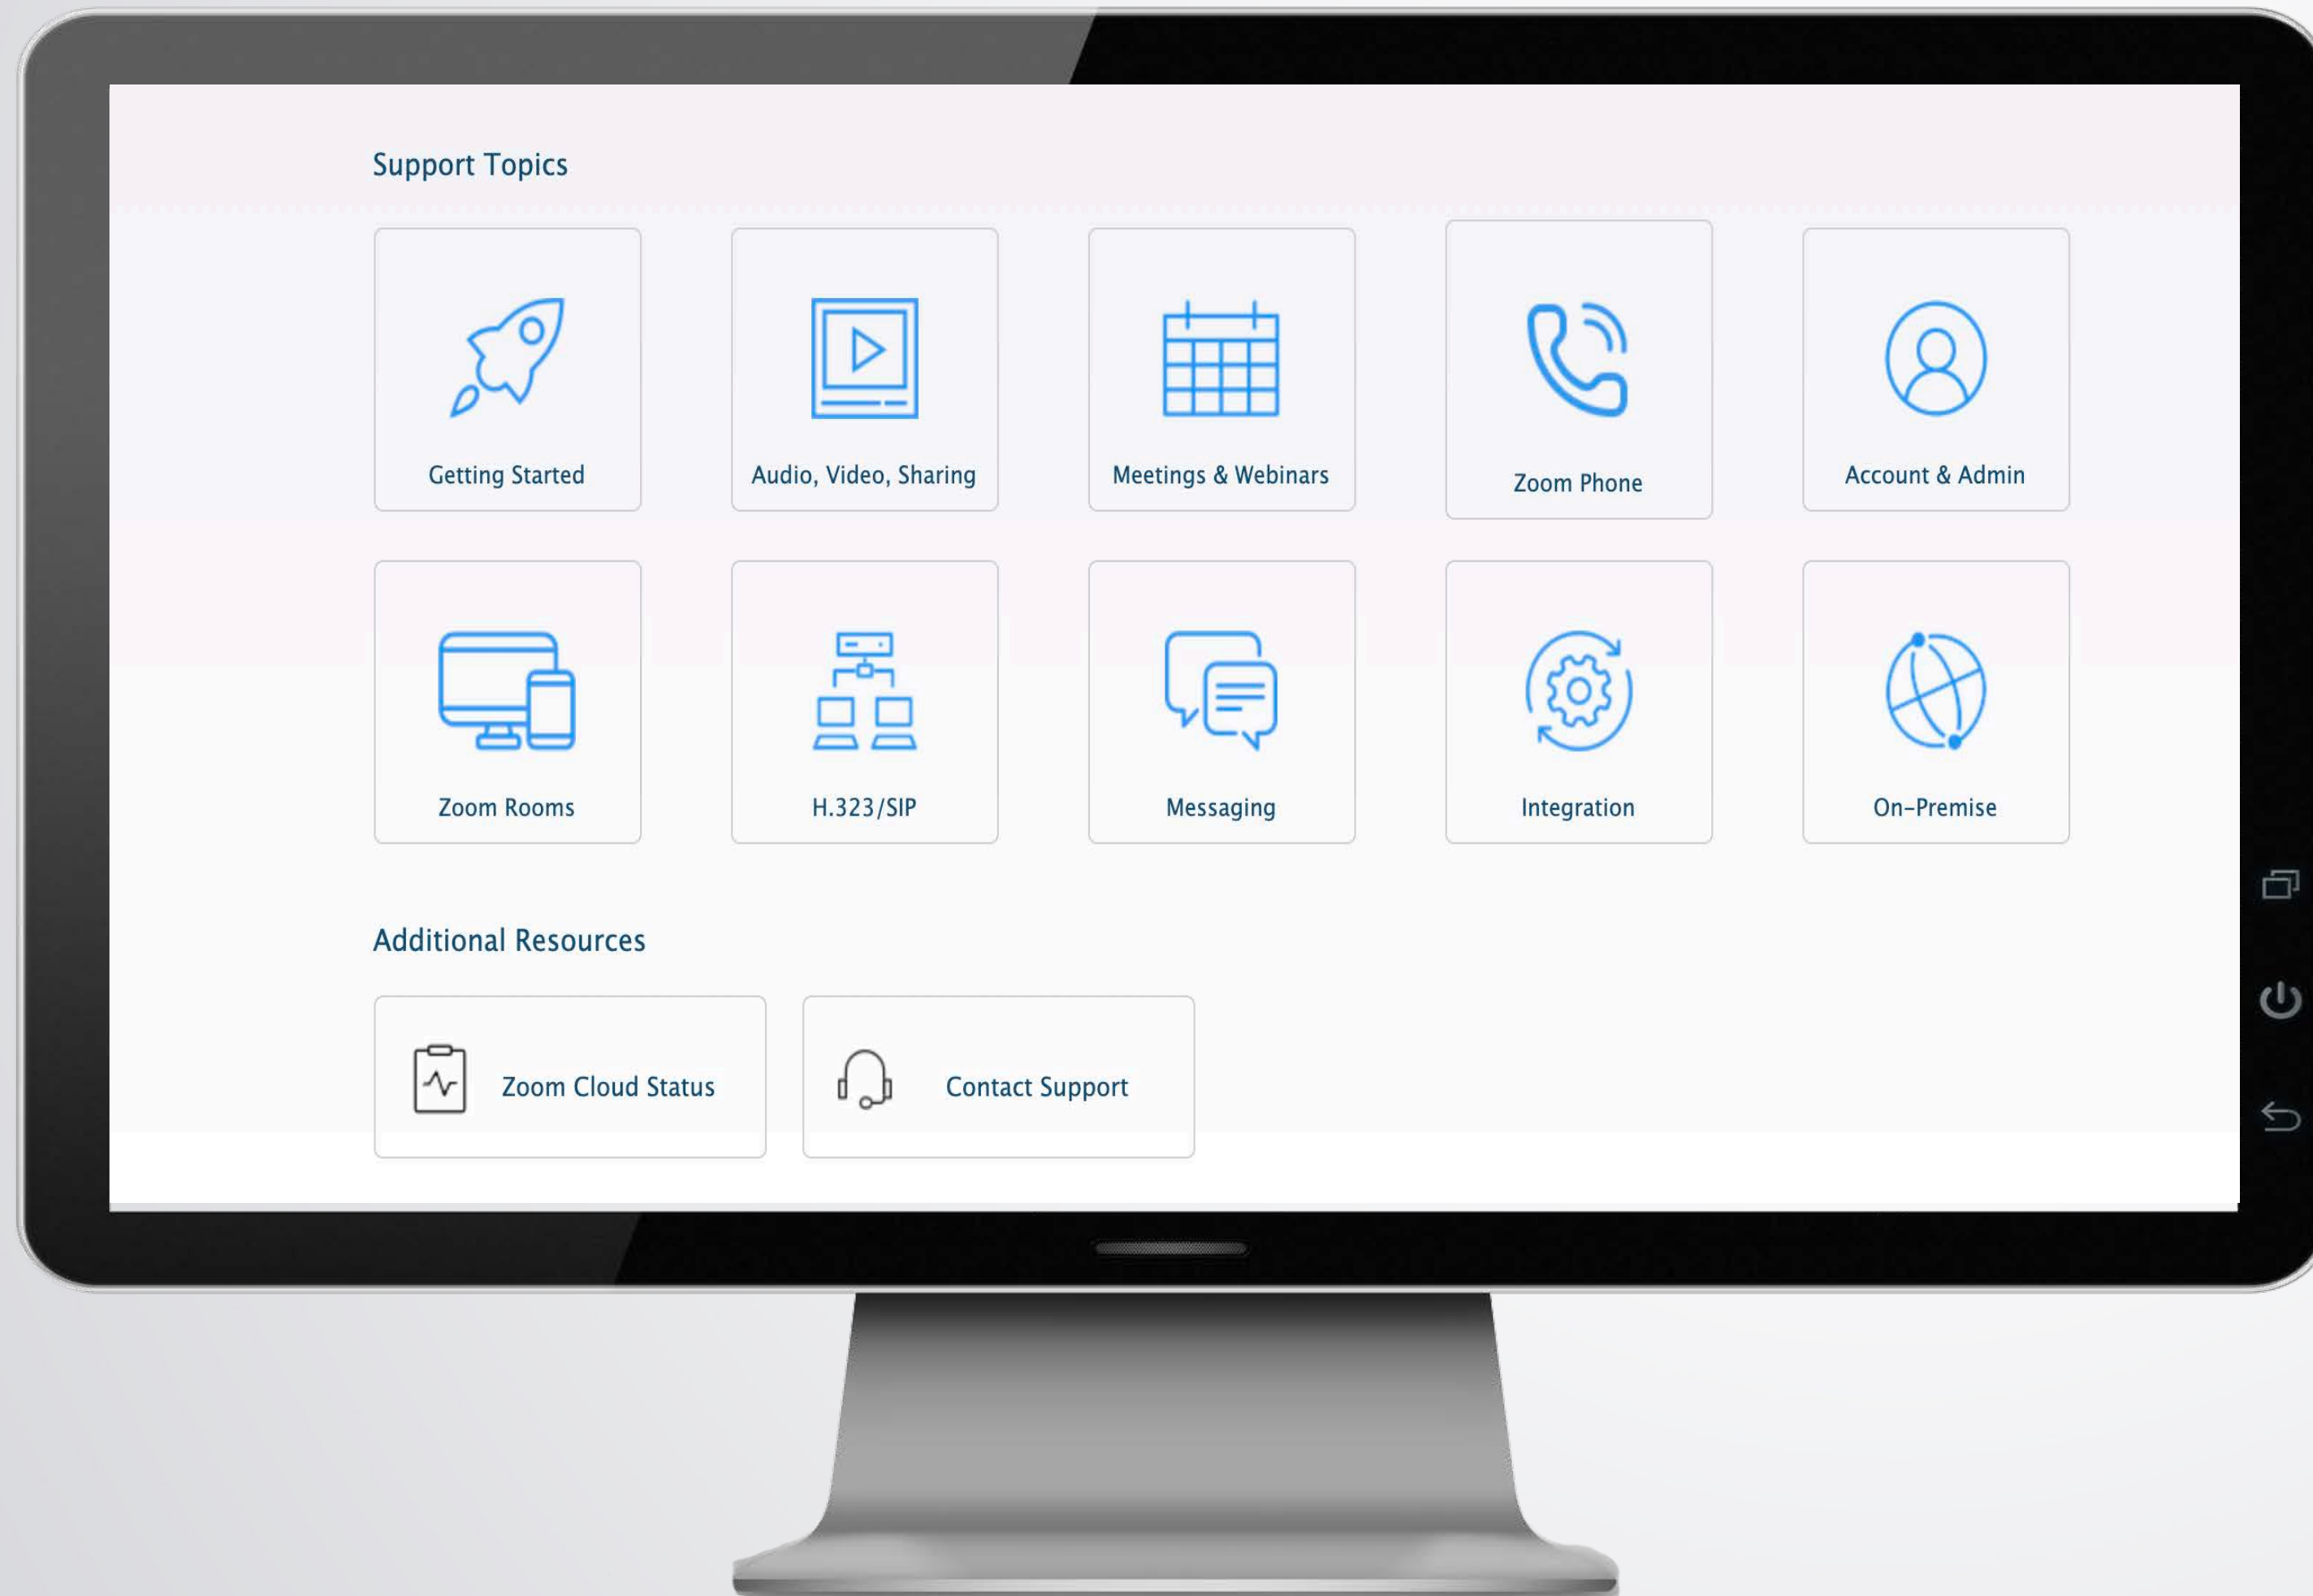 Support Topics
Getting Started
Audio, Video, Sharing
Meetings & Webinars
Zoom Phone
Account & Admin
Zoom Rooms
H.323/SIP
Messaging
Integration
On-Premise
Additional Resources
Zoom Cloud Status
Contact Support